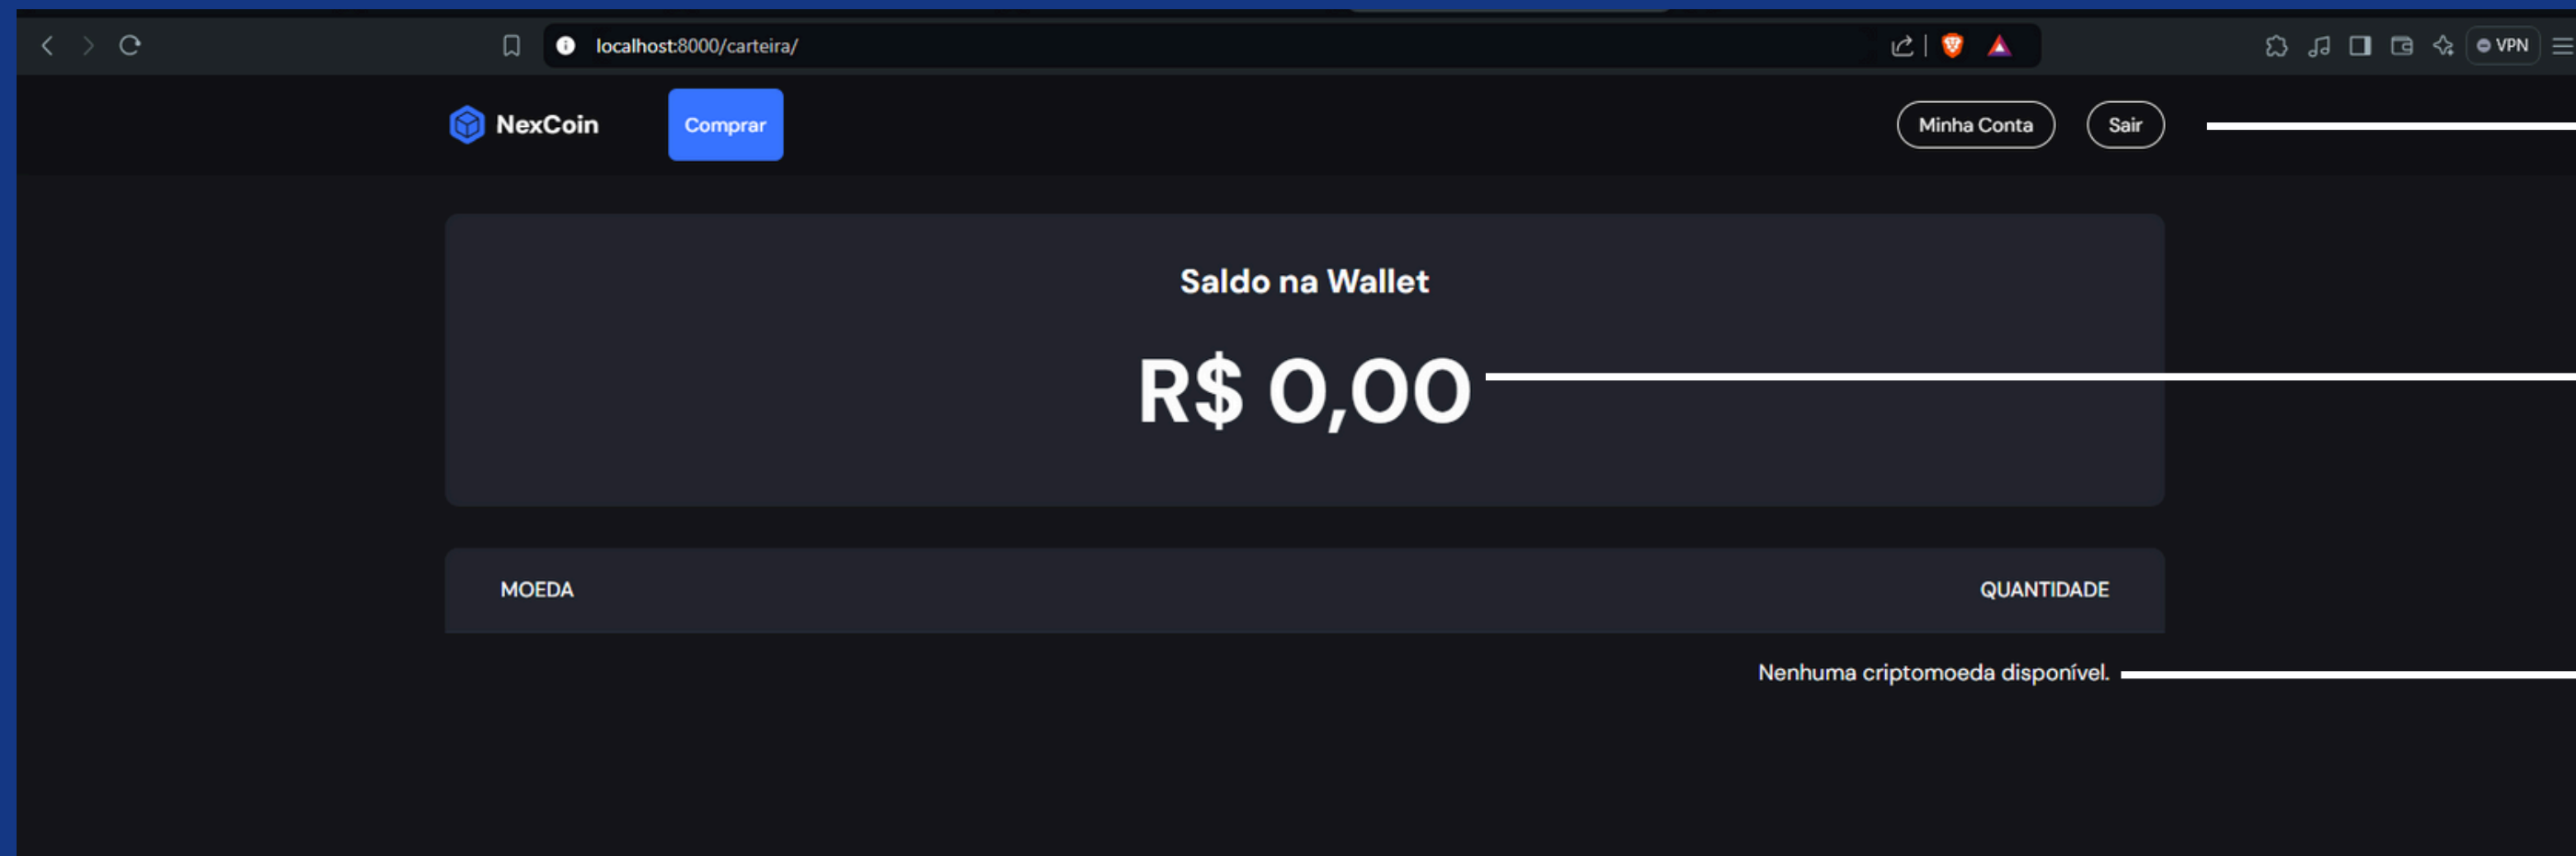 localhost:8000/carteira/
VPN
NexCoin Comprar Minha Conta Sair
Saldo na Wallet
R$ 0,00
MOEDA QUANTIDADE
Nenhuma criptomoeda disponível.